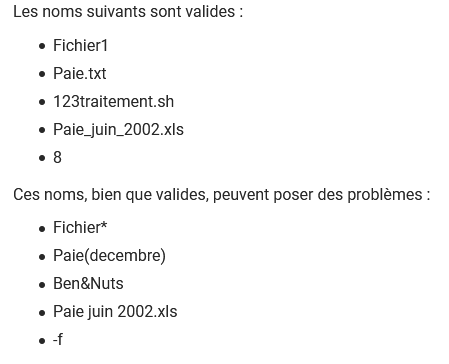 Les noms suivants sont valides :
• Fichier1
• Paie.txt
• 123traitement.sh
• Paie_juin_2002.xls
• 8
Ces noms, bien que valides, peuvent poser des problèmes :
• Fichier*
• Paie(decembre)
• Ben&Nuts
• Paie juin 2002.xls
• -f